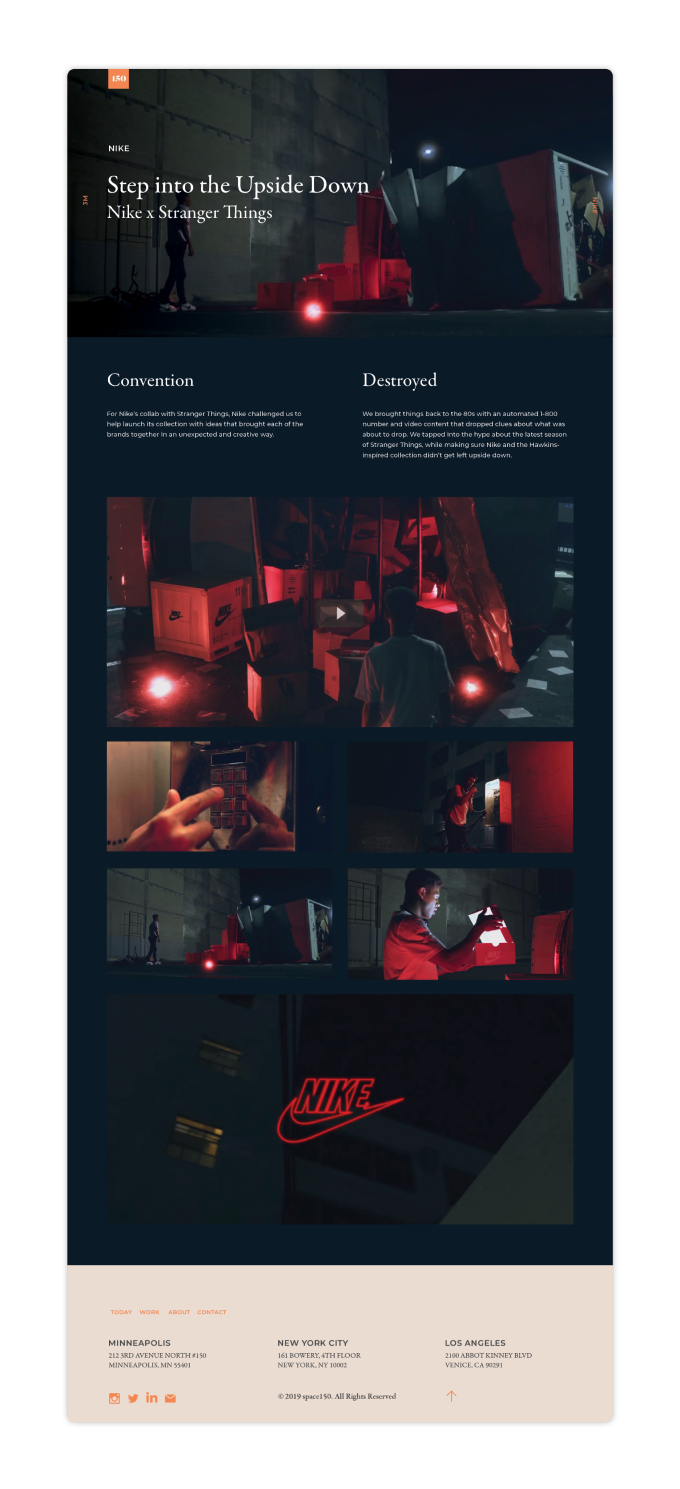 150
NIKE
Step into the Upside Down
Nike x Stranger Things
3M
Convention
Destroyed
For Nike's collab with Stranger Things, Nike challenged us to
help launch its collection with ideas that brought each of the
brands together in an unexpected and creative way.
We brought things back to the 80s with an automated 1-800
number and video content that dropped clues about what was
about to drop. We tapped into the hype about the latest season
of Stranger Things, while making sure Nike and the Hawkins-
inspired collection didn't get left upside down.
NIKE
NIKE
NIKE
TODAY WORK ABOUT CONTACT
MINNEAPOLIS
212 3RD AVENUE NORTH #150
MINNEAPOLIS, MN 55401
NEW YORK CITY
161 BOWERY, 4TH FLOOR
NEW YORK, NY 10002
LOS ANGELES
2100 ABBOT KINNEY BLVD
VENICE, CA 90291
© 2019 space150. All Rights Reserved